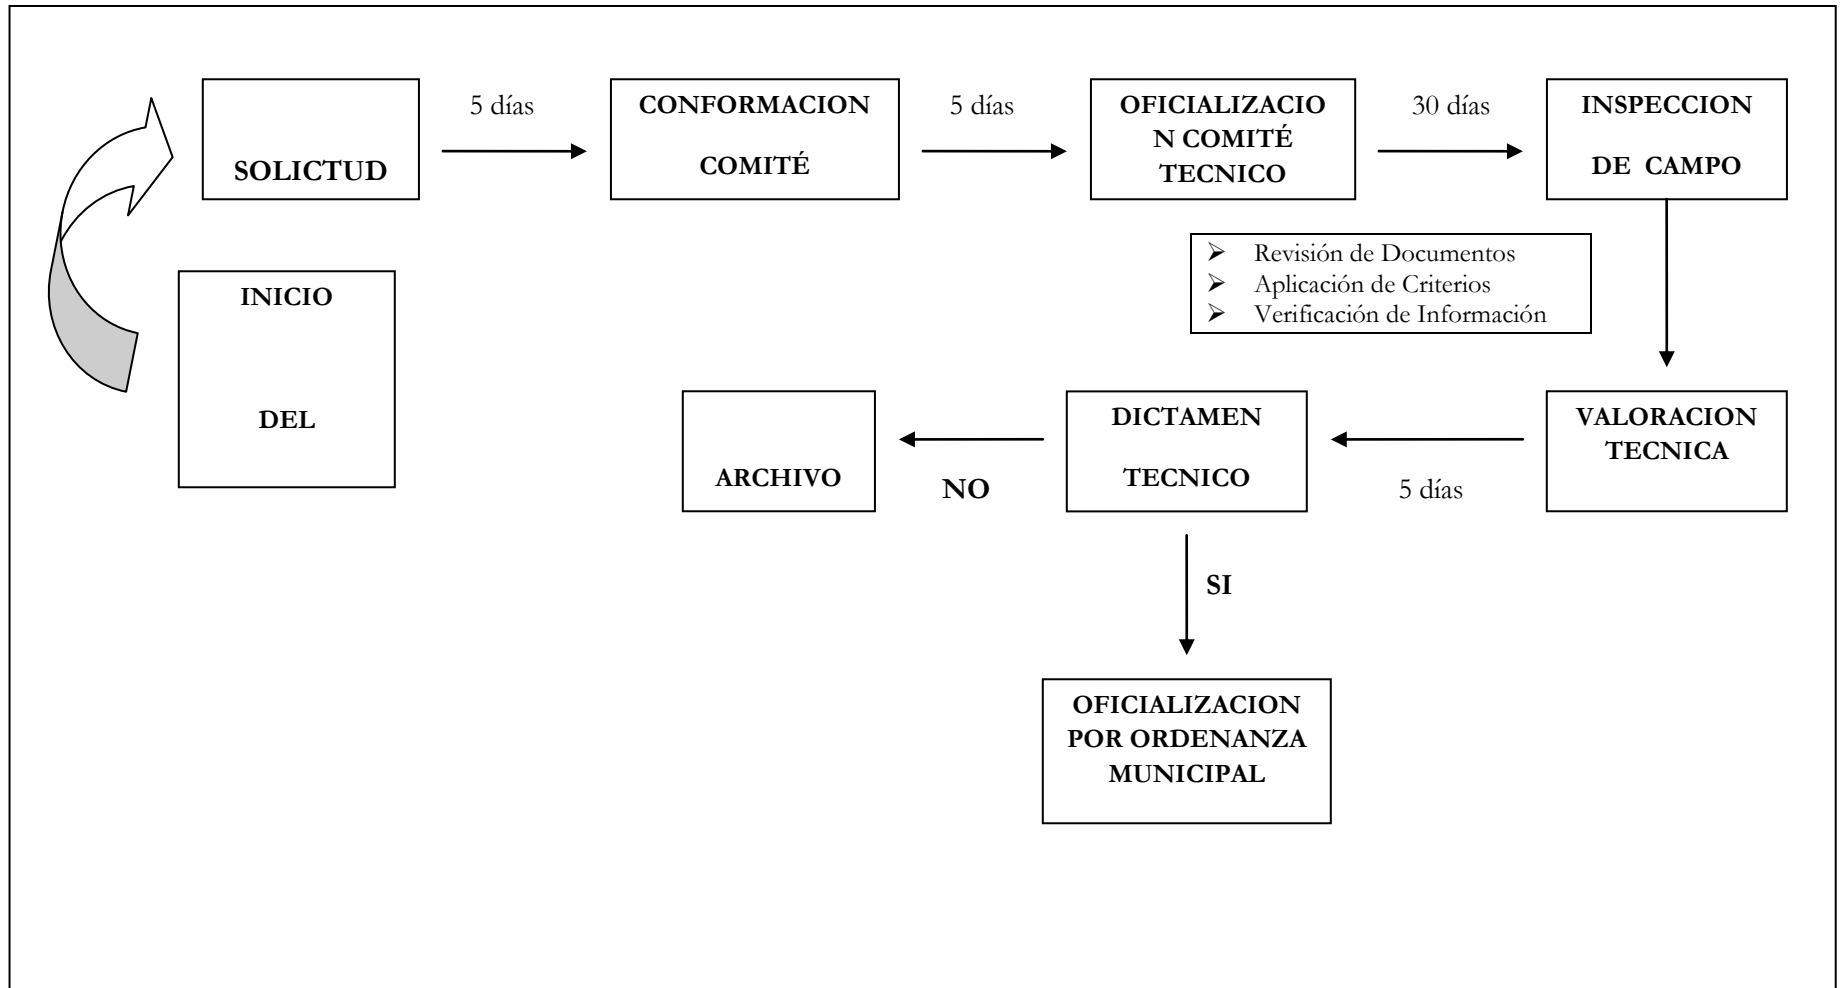 SOLICTUD
5 días
CONFORMACION
COMITÉ
5 días
OFICIALIZACIO
N COMITÉ
TECNICO
30 días
INSPECCION
DE CAMPO
➢ Revisión de Documentos
➢ Aplicación de Criterios
➢ Verificación de Información
INICIO
DEL
ARCHIVO
NO
DICTAMEN
TECNICO
5 días
VALORACION
TECNICA
SI
OFICIALIZACION
POR ORDENANZA
MUNICIPAL